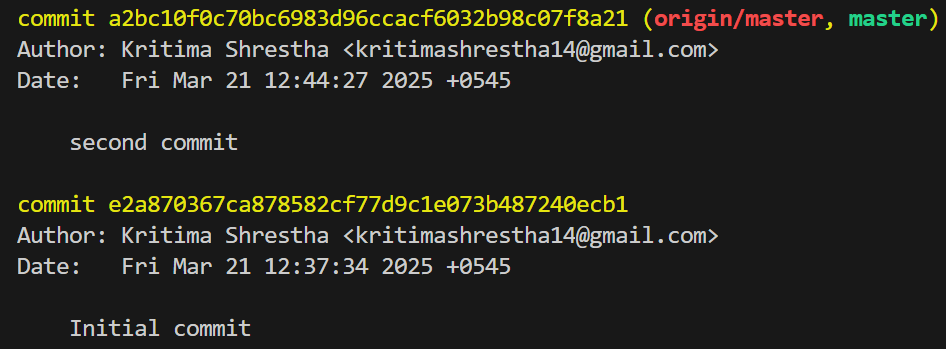 commit a2bc10f0c70bc6983d96ccacf6032b98c07f8a21 (origin/master, master)
Author: Kritima Shrestha <kritimashrestha14@gmail.com>
Date:   Fri Mar 21 12:44:27 2025 +0545
second commit
commit e2a870367ca878582cf77d9c1e073b487240ecb1
Author: Kritima Shrestha <kritimashrestha14@gmail.com>
Date:   Fri Mar 21 12:37:34 2025 +0545
Initial commit